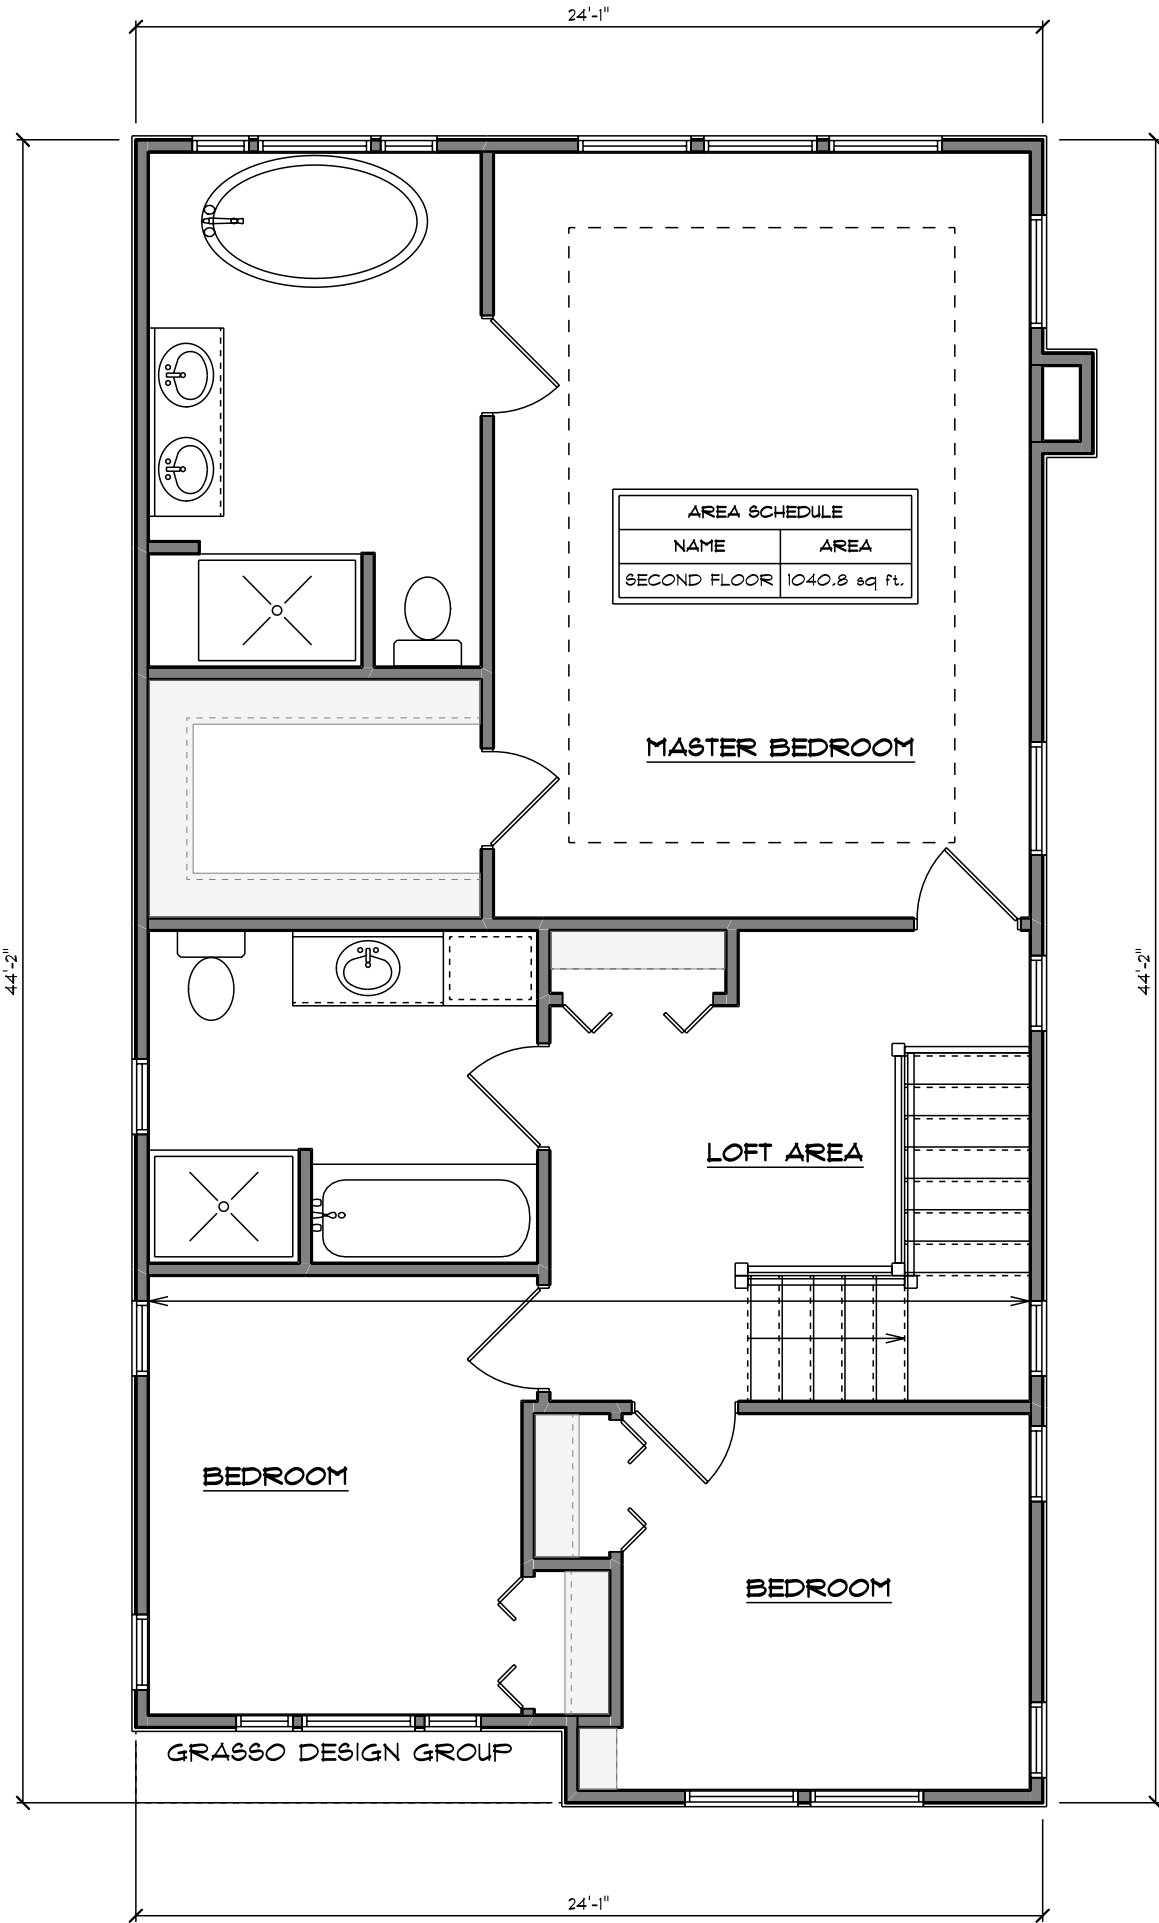 24'-1"
AREA SCHEDULE
NAME AREA
SECOND FLOOR 1040.8 sq ft.
MASTER BEDROOM
44'-2"
44'-2"
LOFT AREA
BEDROOM
BEDROOM
GRASSO DESIGN GROUP
24'-1"